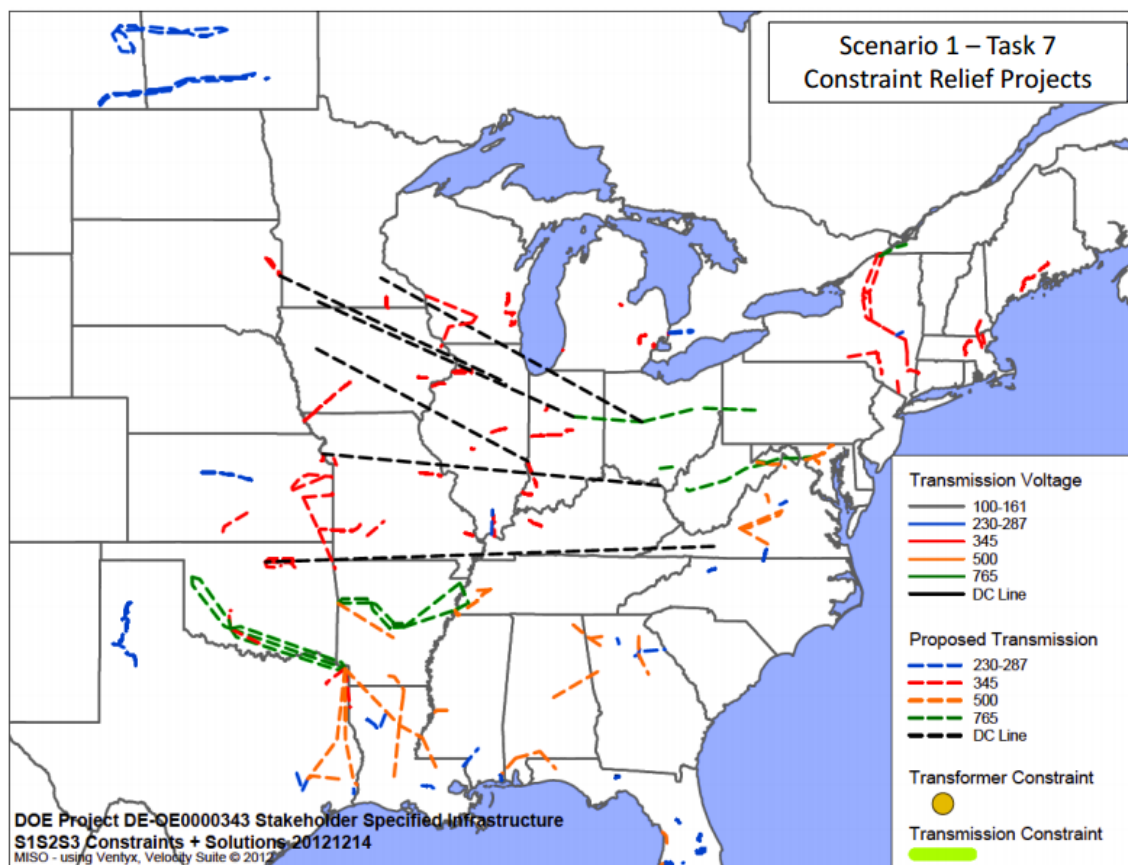 Scenario 1 – Task 7
Constraint Relief Projects
Transmission Voltage
100-161
230-287
345
500
765
DC Line
Proposed Transmission
230-287
345
500
765
DC Line
Transformer Constraint
Transmission Constraint
DOE Project DE-OE0000343 Stakeholder Specified Infrastructure
S1S2S3 Constraints + Solutions 20121214
MISO - using Ventyx, Velocity Suite © 2012